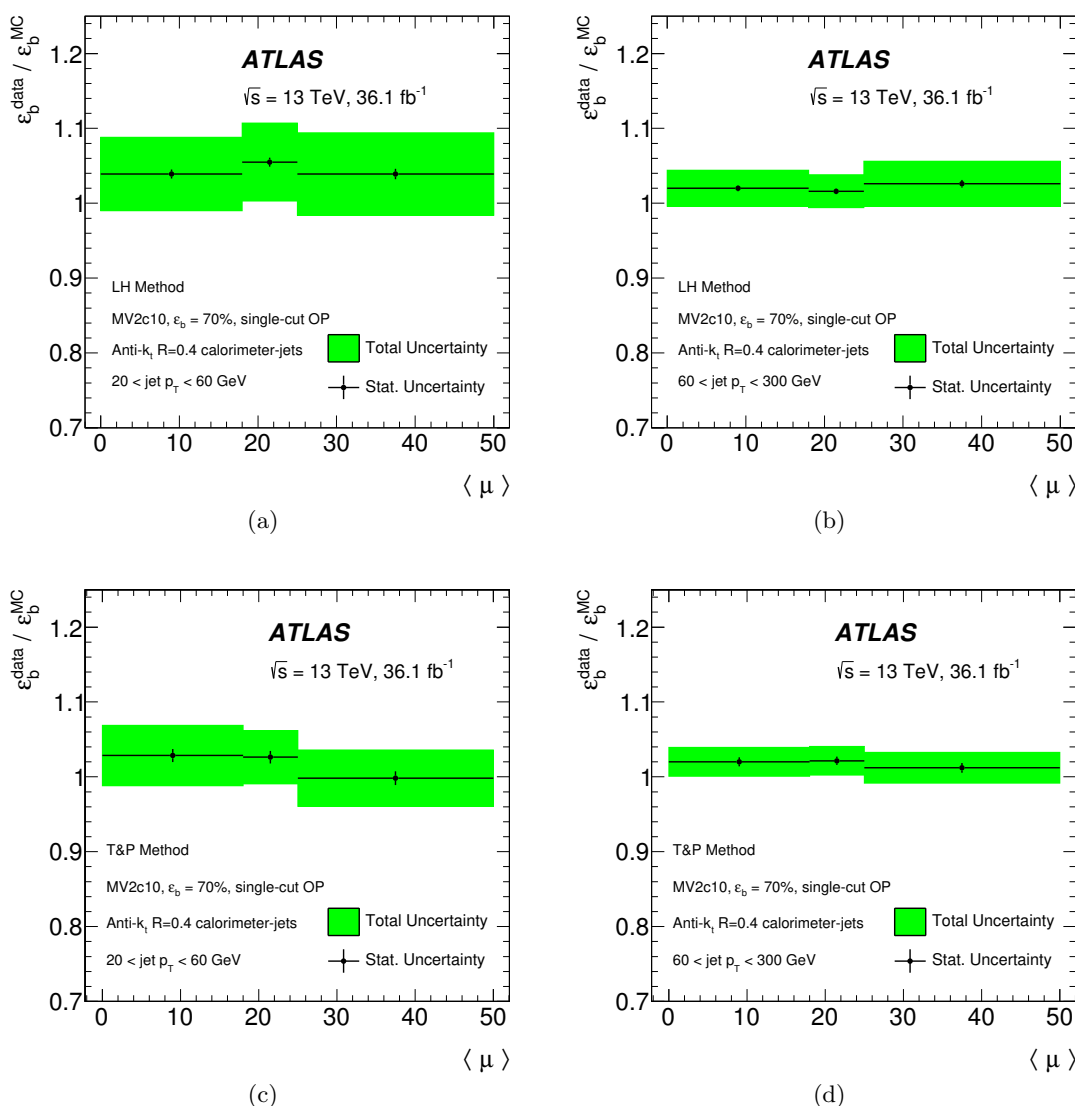 ε_b^data / ε_b^MC
1.2
1.1
1
0.9
0.8
0.7
ATLAS
√s = 13 TeV, 36.1 fb⁻¹
LH Method
MV2c10, ε_b = 70%, single-cut OP
Anti-k_t R=0.4 calorimeter-jets
20 < jet p_T < 60 GeV
Total Uncertainty
Stat. Uncertainty
0 10 20 30 40 50
⟨ μ ⟩
(a)
ε_b^data / ε_b^MC
1.2
1.1
1
0.9
0.8
0.7
ATLAS
√s = 13 TeV, 36.1 fb⁻¹
LH Method
MV2c10, ε_b = 70%, single-cut OP
Anti-k_t R=0.4 calorimeter-jets
60 < jet p_T < 300 GeV
Total Uncertainty
Stat. Uncertainty
0 10 20 30 40 50
⟨ μ ⟩
(b)
ε_b^data / ε_b^MC
1.2
1.1
1
0.9
0.8
0.7
ATLAS
√s = 13 TeV, 36.1 fb⁻¹
T&P Method
MV2c10, ε_b = 70%, single-cut OP
Anti-k_t R=0.4 calorimeter-jets
20 < jet p_T < 60 GeV
Total Uncertainty
Stat. Uncertainty
0 10 20 30 40 50
⟨ μ ⟩
(c)
ε_b^data / ε_b^MC
1.2
1.1
1
0.9
0.8
0.7
ATLAS
√s = 13 TeV, 36.1 fb⁻¹
T&P Method
MV2c10, ε_b = 70%, single-cut OP
Anti-k_t R=0.4 calorimeter-jets
60 < jet p_T < 300 GeV
Total Uncertainty
Stat. Uncertainty
0 10 20 30 40 50
⟨ μ ⟩
(d)